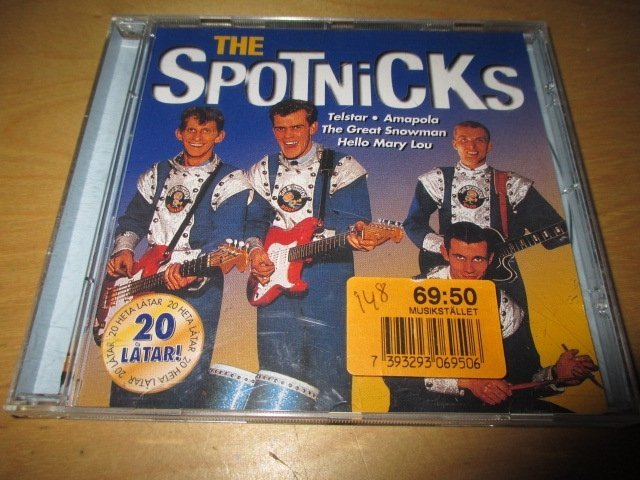 THE
SPOTNiCKS
Telstar • Amapola
The Great Snowman
Hello Mary Lou
20 HETA LÅTAR 20 HETA LÅTAR 20 HETA LÅTAR
20
LÅTAR!
148
69:50
MUSIKSTÄLLET
7 393293 069506